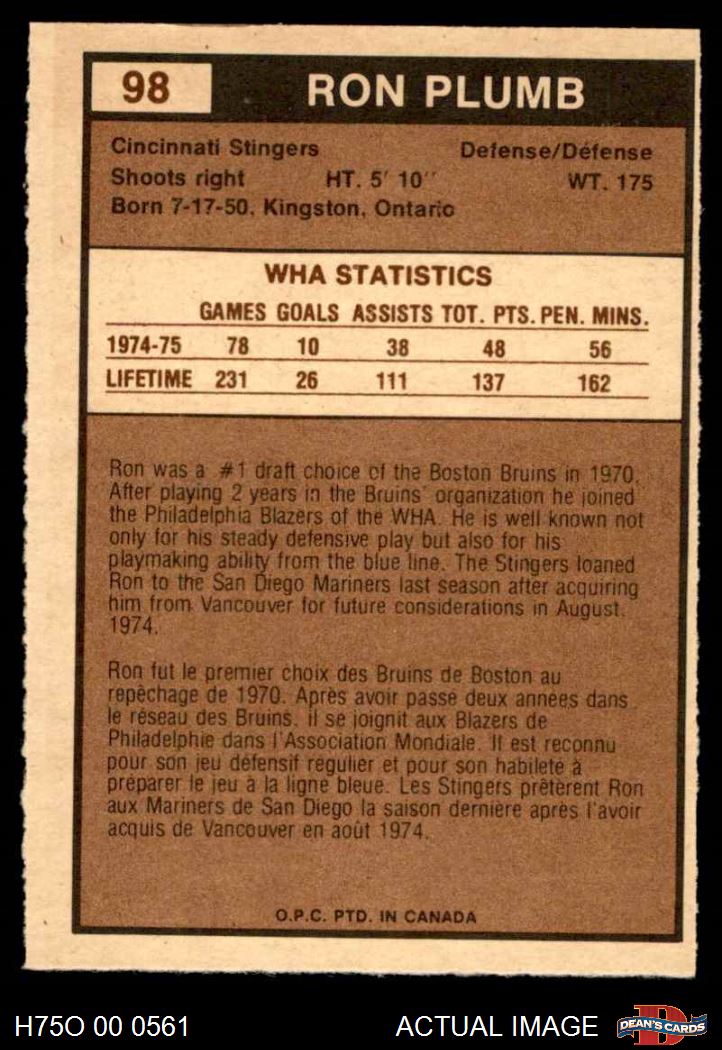 98 RON PLUMB
Cincinnati Stingers Defense/Défense
Shoots right HT. 5' 10'' WT. 175
Born 7-17-50, Kingston, Ontario
WHA STATISTICS
GAMES GOALS ASSISTS TOT. PTS. PEN. MINS.
1974-75 78 10 38 48 56
LIFETIME 231 26 111 137 162
Ron was a #1 draft choice of the Boston Bruins in 1970.
After playing 2 years in the Bruins' organization he joined
the Philadelphia Blazers of the WHA. He is well known not
only for his steady defensive play but also for his
playmaking ability from the blue line. The Stingers loaned
Ron to the San Diego Mariners last season after acquiring
him from Vancouver for future considerations in August,
1974.
Ron fut le premier choix des Bruins de Boston au
repêchage de 1970. Après avoir passé deux années dans
le réseau des Bruins, il se joignit aux Blazers de
Philadelphie dans l'Association Mondiale. Il est reconnu
pour son jeu défensif régulier et pour son habileté à
préparer le jeu à la ligne bleue. Les Stingers prêtèrent Ron
aux Mariners de San Diego la saison dernière après l'avoir
acquis de Vancouver en août 1974.
O.P.C. PTD. IN CANADA
H75O 00 0561 ACTUAL IMAGE D DEAN'S CARDS